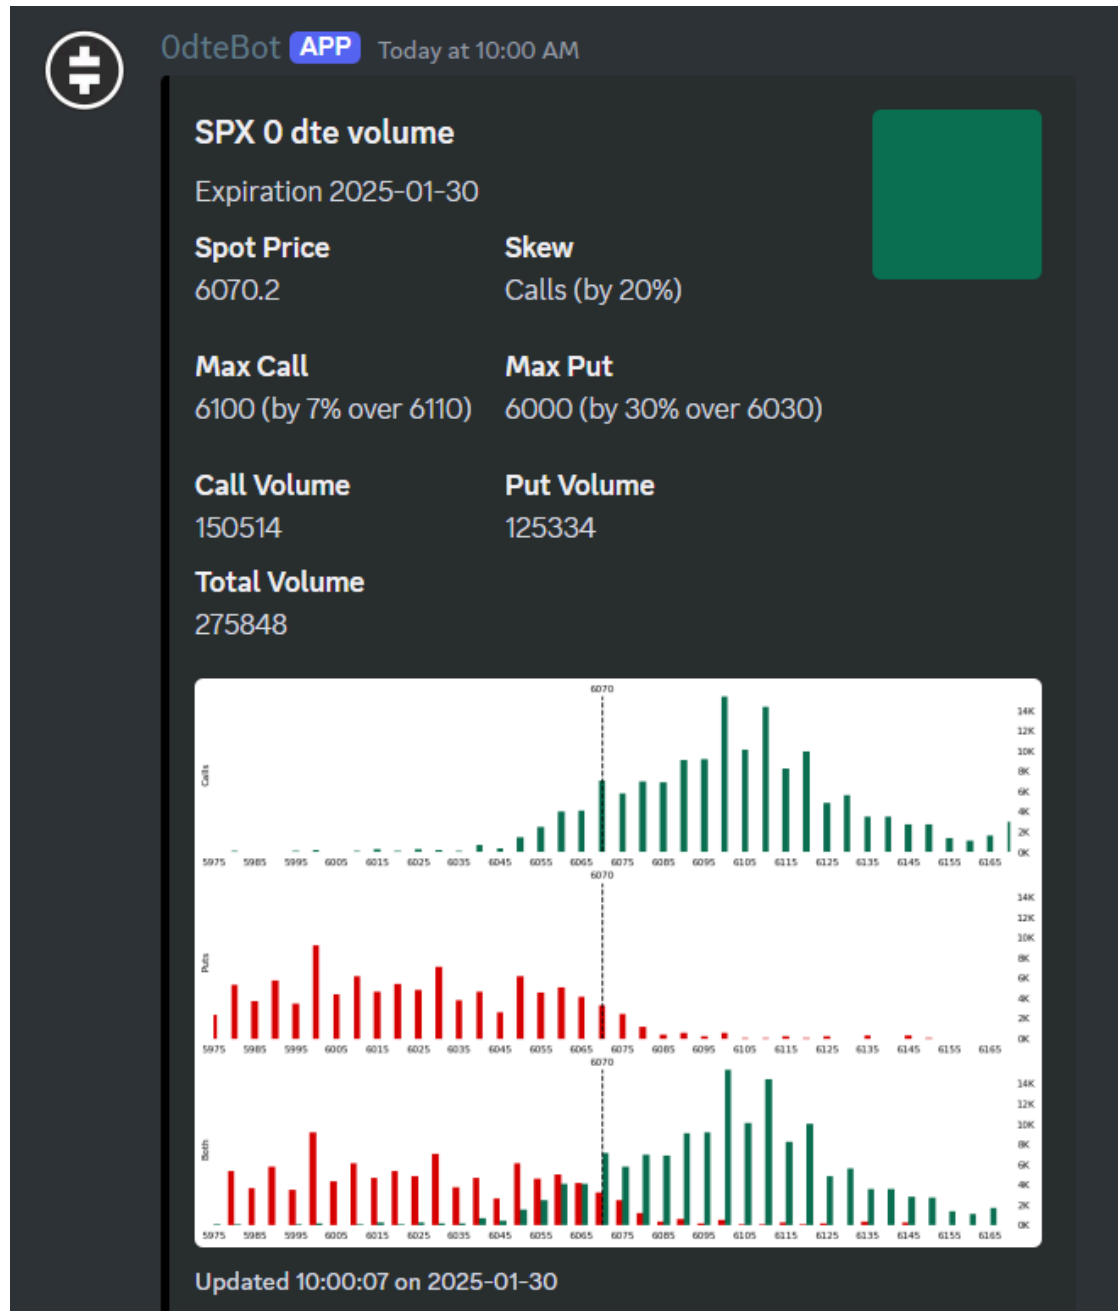 0dteBot APP Today at 10:00 AM
SPX 0 dte volume
Expiration 2025-01-30
Spot Price Skew
6070.2 Calls (by 20%)
Max Call Max Put
6100 (by 7% over 6110) 6000 (by 30% over 6030)
Call Volume Put Volume
150514 125334
Total Volume
275848
6070
14K
12K
10K
8K
6K
4K
2K
0K
Calls
5975 5985 5995 6005 6015 6025 6035 6045 6055 6065 6075 6085 6095 6105 6115 6125 6135 6145 6155 6165
6070
14K
12K
10K
8K
6K
4K
2K
0K
Puts
5975 5985 5995 6005 6015 6025 6035 6045 6055 6065 6075 6085 6095 6105 6115 6125 6135 6145 6155 6165
6070
14K
12K
10K
8K
6K
4K
2K
0K
Both
5975 5985 5995 6005 6015 6025 6035 6045 6055 6065 6075 6085 6095 6105 6115 6125 6135 6145 6155 6165
Updated 10:00:07 on 2025-01-30